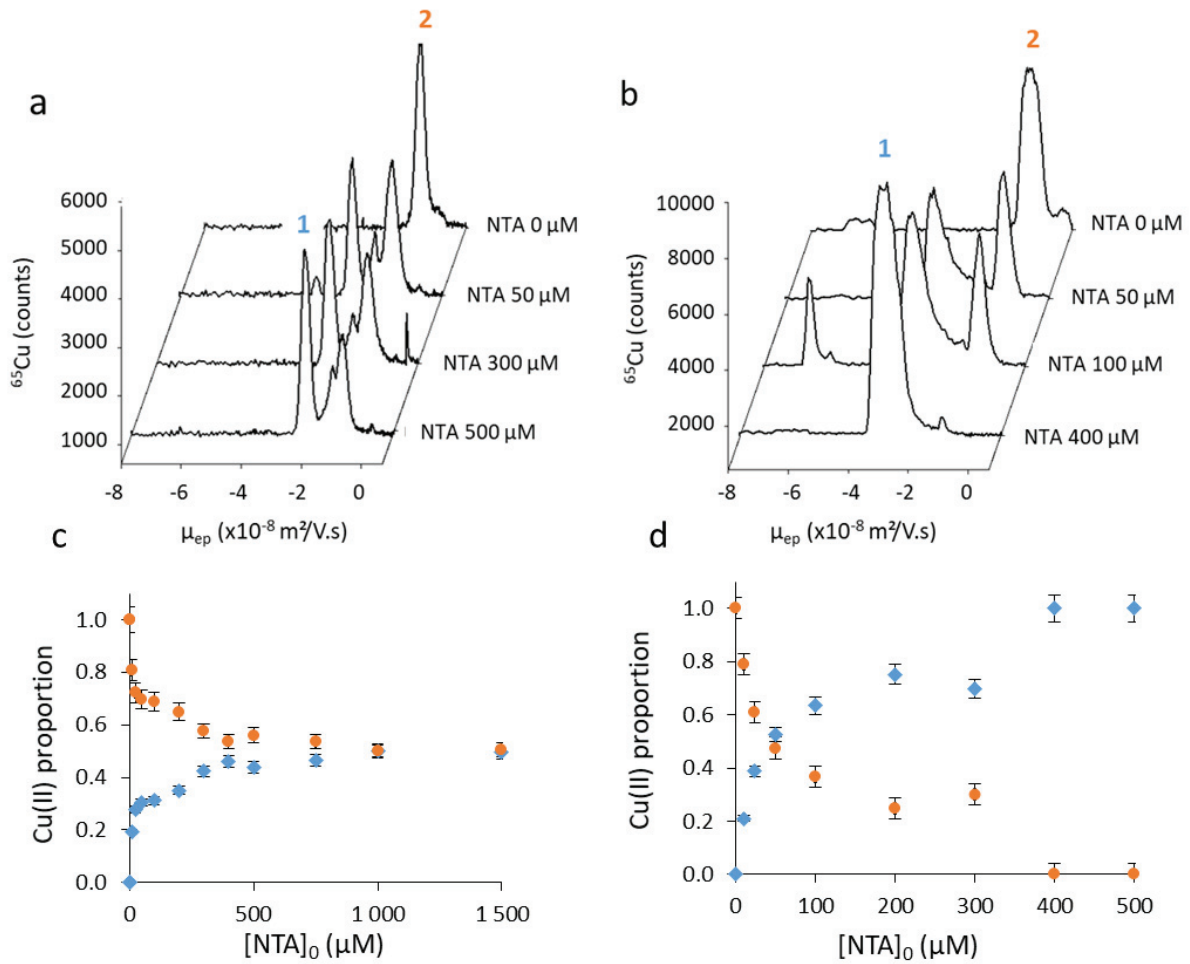 a
2
1
6000
5000
4000
3000
2000
1000
⁶⁵Cu (counts)
NTA 0 µM
NTA 50 µM
NTA 300 µM
NTA 500 µM
-8
-6
-4
-2
0
µep (x10⁻⁸ m²/V.s)
b
2
1
10000
8000
6000
4000
2000
⁶⁵Cu (counts)
NTA 0 µM
NTA 50 µM
NTA 100 µM
NTA 400 µM
-8
-6
-4
-2
0
µep (x10⁻⁸ m²/V.s)
c
1.0
0.8
0.6
0.4
0.2
0.0
Cu(II) proportion
0
500
1 000
1 500
[NTA]₀ (µM)
d
1.0
0.8
0.6
0.4
0.2
0.0
Cu(II) proportion
0
100
200
300
400
500
[NTA]₀ (µM)